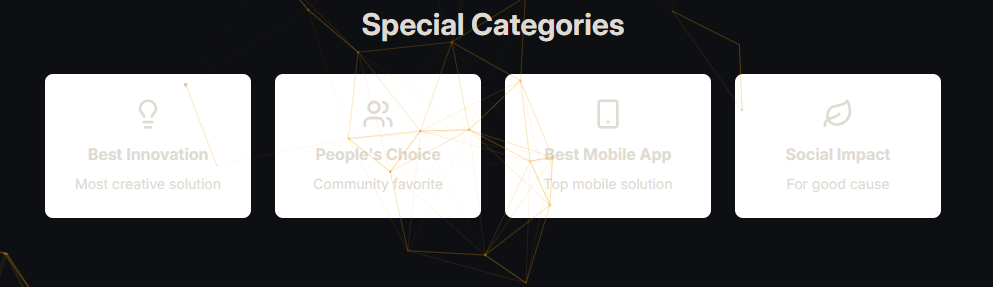 Special Categories
Best Innovation
Most creative solution
People's Choice
Community favorite
Best Mobile App
Top mobile solution
Social Impact
For good cause